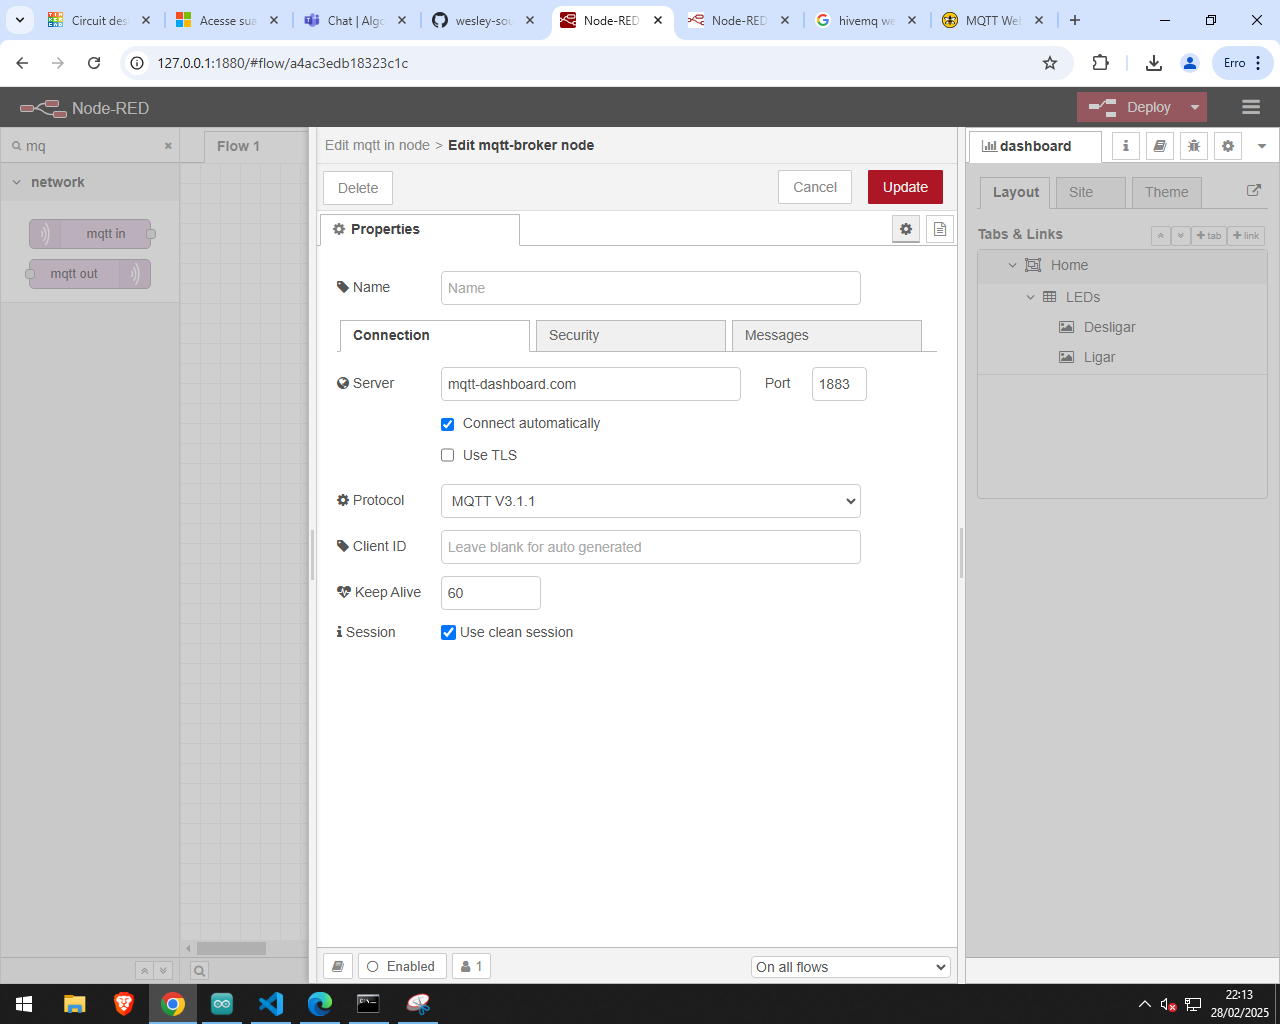 Circuit des
Acesse sua
Chat | Algo
wesley-sou
Node-RED
Node-RED
hivemq we
MQTT Web
127.0.0.1:1880/#flow/a4ac3edb18323c1c
Erro
Node-RED
Deploy
mq
Flow 1
network
mqtt in
mqtt out
Edit mqtt in node > Edit mqtt-broker node
Delete
Cancel
Update
Properties
Name
Name
Connection
Security
Messages
Server
mqtt-dashboard.com
Port
1883
Connect automatically
Use TLS
Protocol
MQTT V3.1.1
Client ID
Leave blank for auto generated
Keep Alive
60
Session
Use clean session
Enabled
1
On all flows
dashboard
Layout
Site
Theme
Tabs & Links
tab
link
Home
LEDs
Desligar
Ligar
22:13
28/02/2025